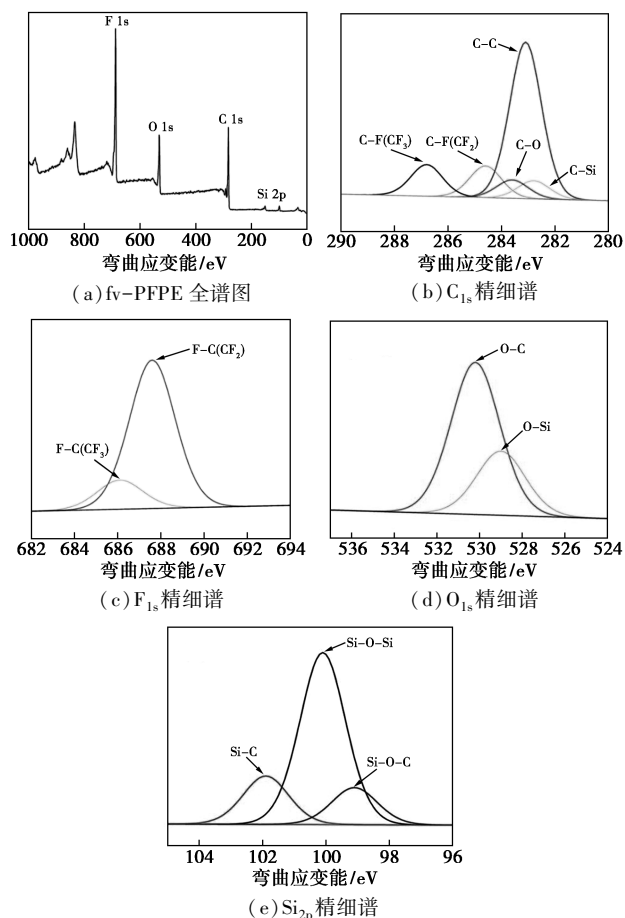 F 1s
O 1s
C 1s
Si 2p
1000 800 600 400 200 0
弯曲应变能/eV
(a)fv-PFPE 全谱图
C-C
C-F(CF₃)
C-F(CF₂)
C-O
C-Si
290 288 286 284 282 280
弯曲应变能/eV
(b)C₁ₛ精细谱
F-C(CF₂)
F-C(CF₃)
682 684 686 688 690 692 694
弯曲应变能/eV
(c)F₁ₛ精细谱
O-C
O-Si
536 534 532 530 528 526 524
弯曲应变能/eV
(d)O₁ₛ精细谱
Si-O-Si
Si-C
Si-O-C
104 102 100 98 96
弯曲应变能/eV
(e)Si₂ₚ精细谱